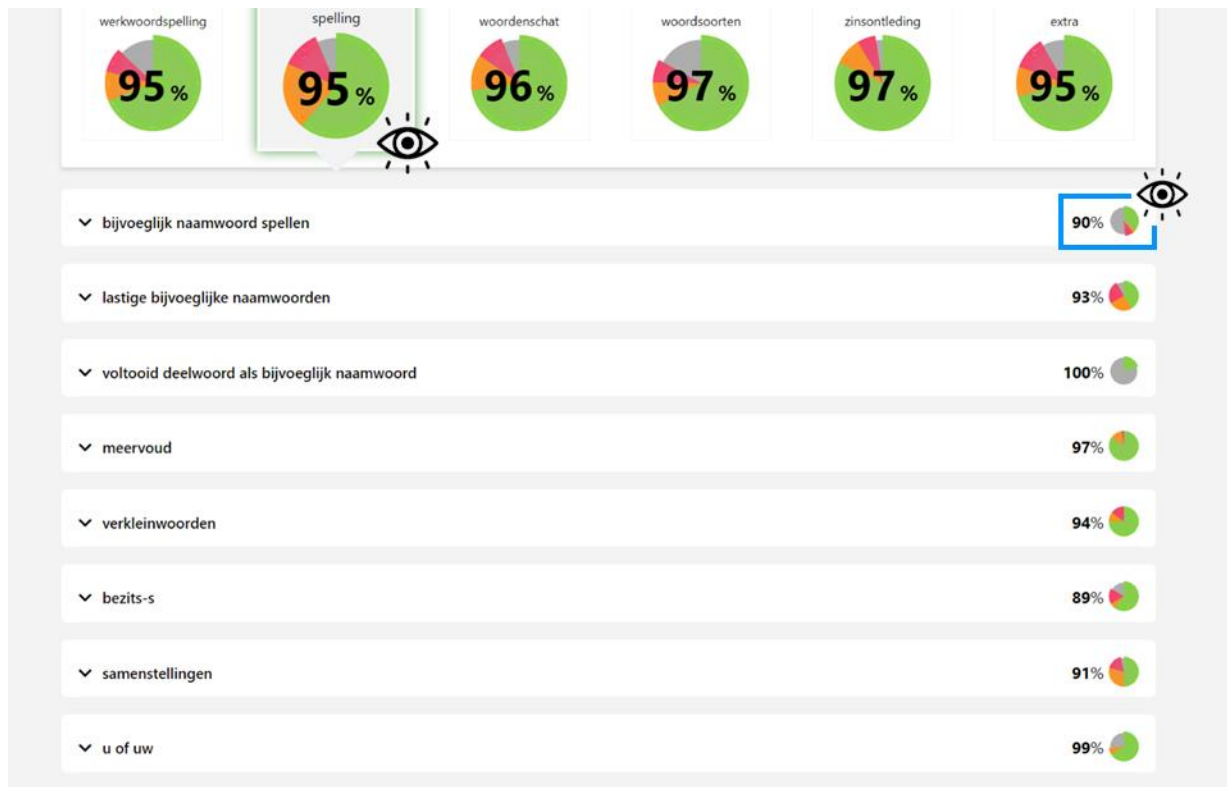 werkwoordspelling
spelling
woordenschat
woordsoorten
zinsontleding
extra
95 %
95 %
96 %
97 %
97 %
95 %
bijvoeglijk naamwoord spellen
90%
lastige bijvoeglijke naamwoorden
93%
voltooid deelwoord als bijvoeglijk naamwoord
100%
meervoud
97%
verkleinwoorden
94%
bezits-s
89%
samenstellingen
91%
u of uw
99%